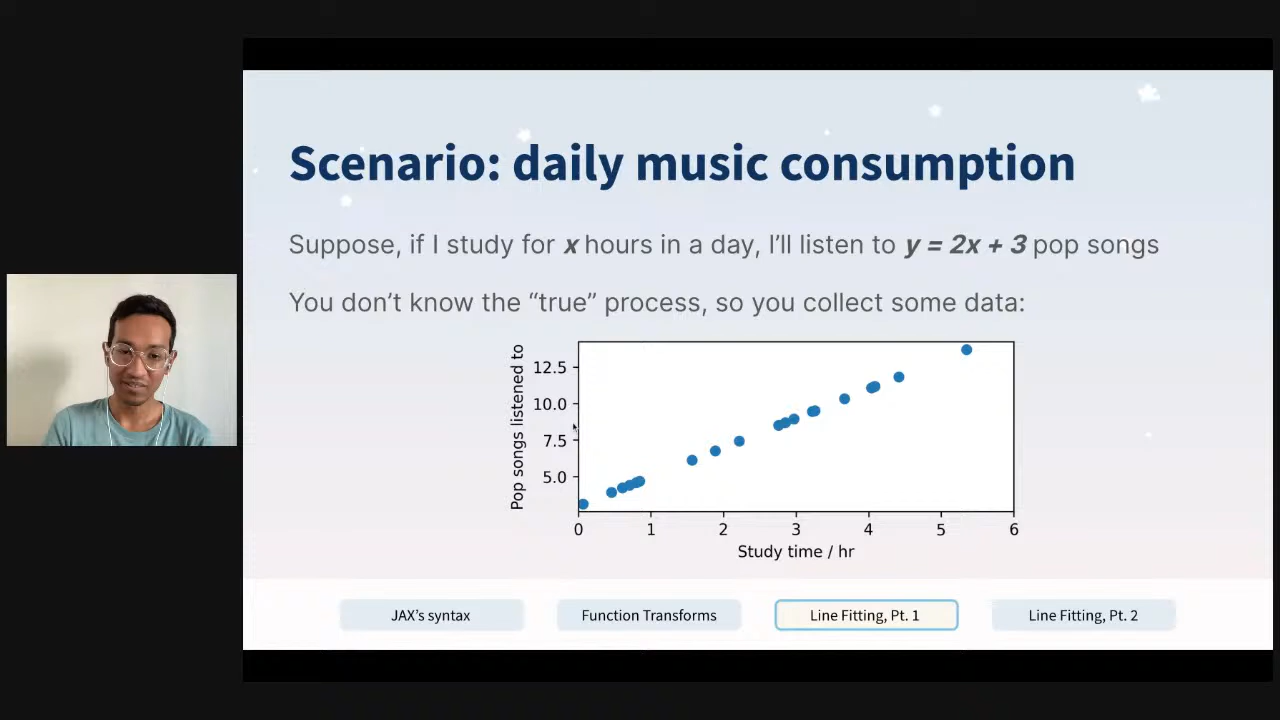 Scenario: daily music consumption
Suppose, if I study for x hours in a day, I’ll listen to y = 2x + 3 pop songs
You don’t know the “true” process, so you collect some data:
Pop songs listened to
12.5
10.0
7.5
5.0
0 1 2 3 4 5 6
Study time / hr
JAX’s syntax
Function Transforms
Line Fitting, Pt. 1
Line Fitting, Pt. 2